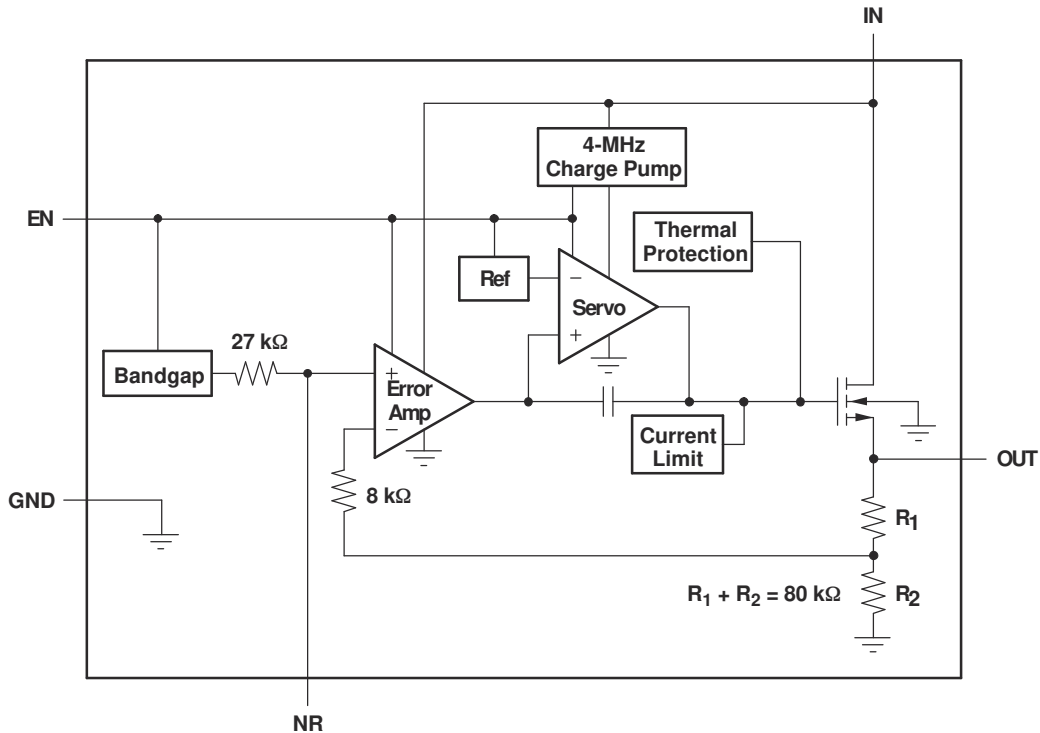 IN
4-MHz
Charge Pump
EN
Thermal
Protection
Ref
−
Servo
+
27 kΩ
Bandgap
+
Error
Amp
−
Current
Limit
OUT
8 kΩ
GND
R1
R1 + R2 = 80 kΩ
R2
NR